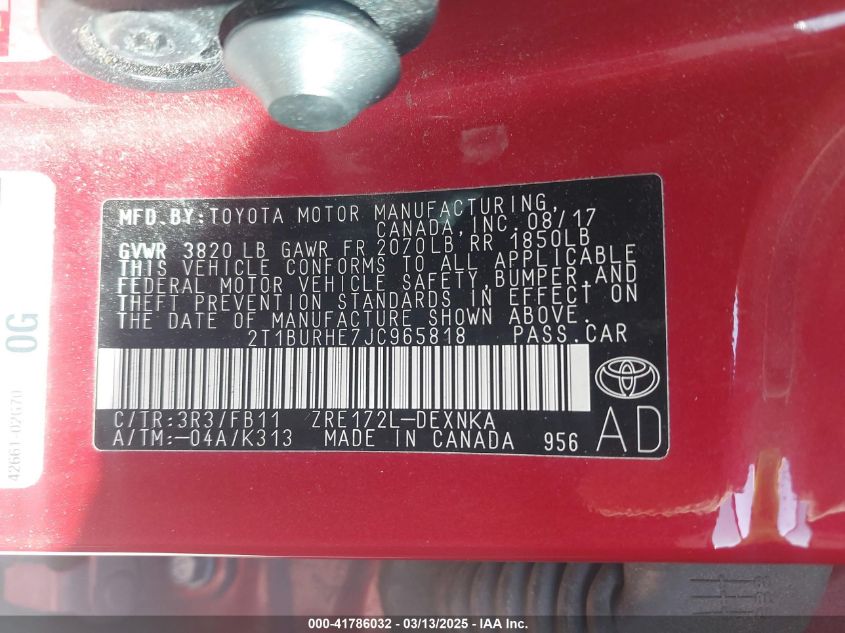 MFD.BY:TOYOTA MOTOR MANUFACTURING,
CANADA,INC.08/17
GVWR 3820 LB GAWR FR 2070LB RR 1850LB
THIS VEHICLE CONFORMS TO ALL APPLICABLE
FEDERAL MOTOR VEHICLE SAFETY,BUMPER,AND
THEFT PREVENTION STANDARDS IN EFFECT ON
THE DATE OF MANUFACTURE SHOWN ABOVE.
2T1BURHE7JC965818 PASS.CAR
C/TR:3R3/FB11 ZRE172L-DEXNKA
A/TM:-04A/K313 MADE IN CANADA 956
AD
0G
42661-02G70
000-41786032 - 03/13/2025 - IAA Inc.